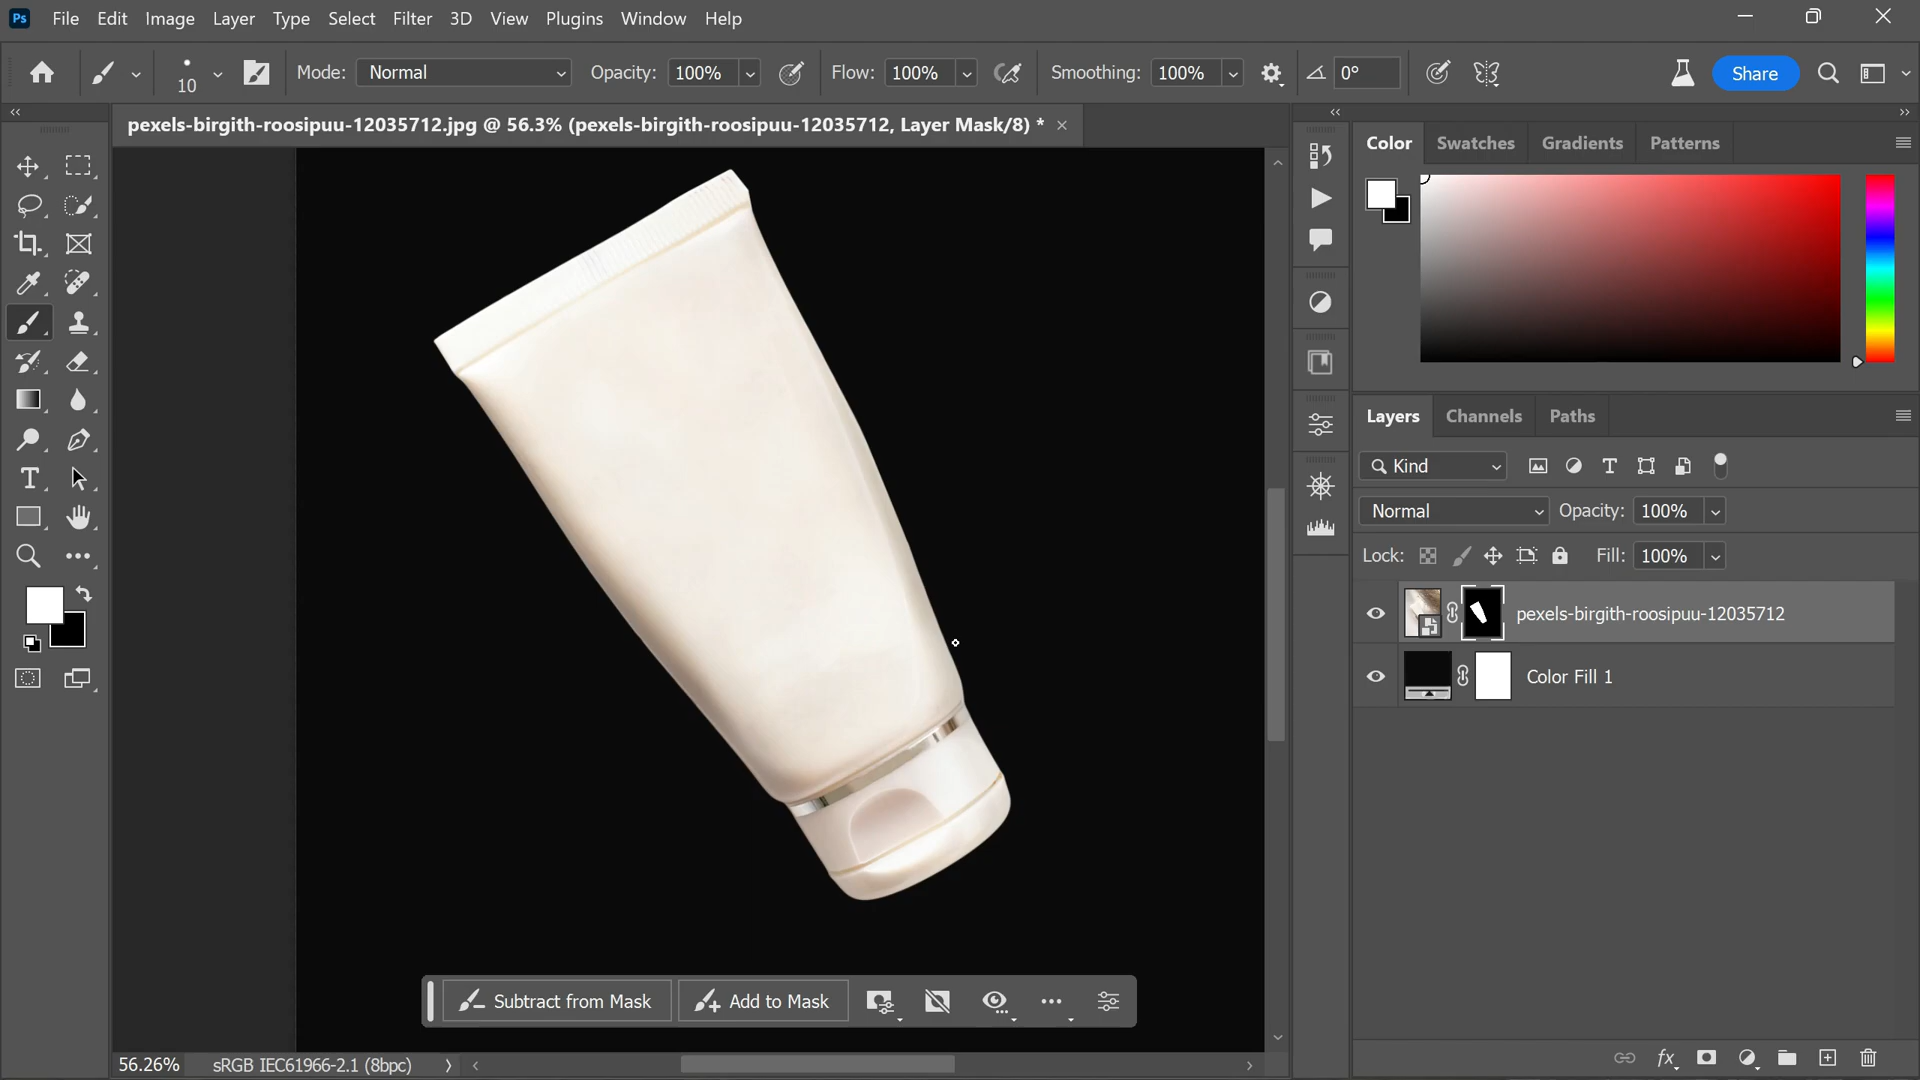 Ps File Edit Image Layer Type Select Filter 3D View Plugins Window Help
10 Mode: Normal Opacity: 100% Flow: 100% Smoothing: 100% 0° Share
pexels-birgith-roosipuu-12035712.jpg @ 56.3% (pexels-birgith-roosipuu-12035712, Layer Mask/8) *
Color Swatches Gradients Patterns
Layers Channels Paths
Kind
Normal Opacity: 100%
Lock: Fill: 100%
pexels-birgith-roosipuu-12035712
Color Fill 1
Subtract from Mask Add to Mask
56.26% sRGB IEC61966-2.1 (8bpc)